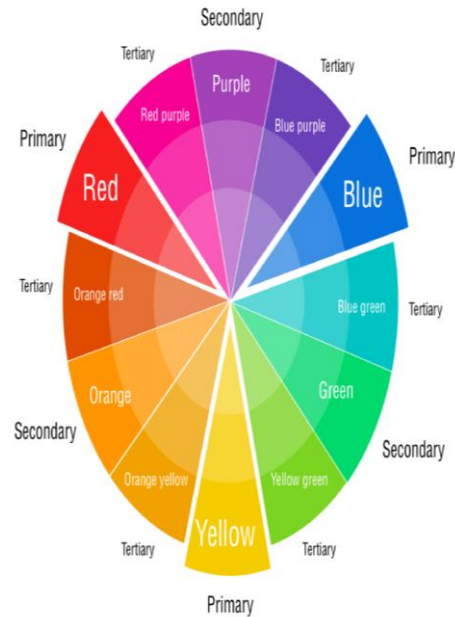 Secondary
Tertiary
Tertiary
Purple
Red purple
Blue purple
Primary
Primary
Red
Blue
Tertiary
Orange red
Blue green
Tertiary
Orange
Green
Secondary
Secondary
Orange yellow
Yellow green
Yellow
Tertiary
Tertiary
Primary